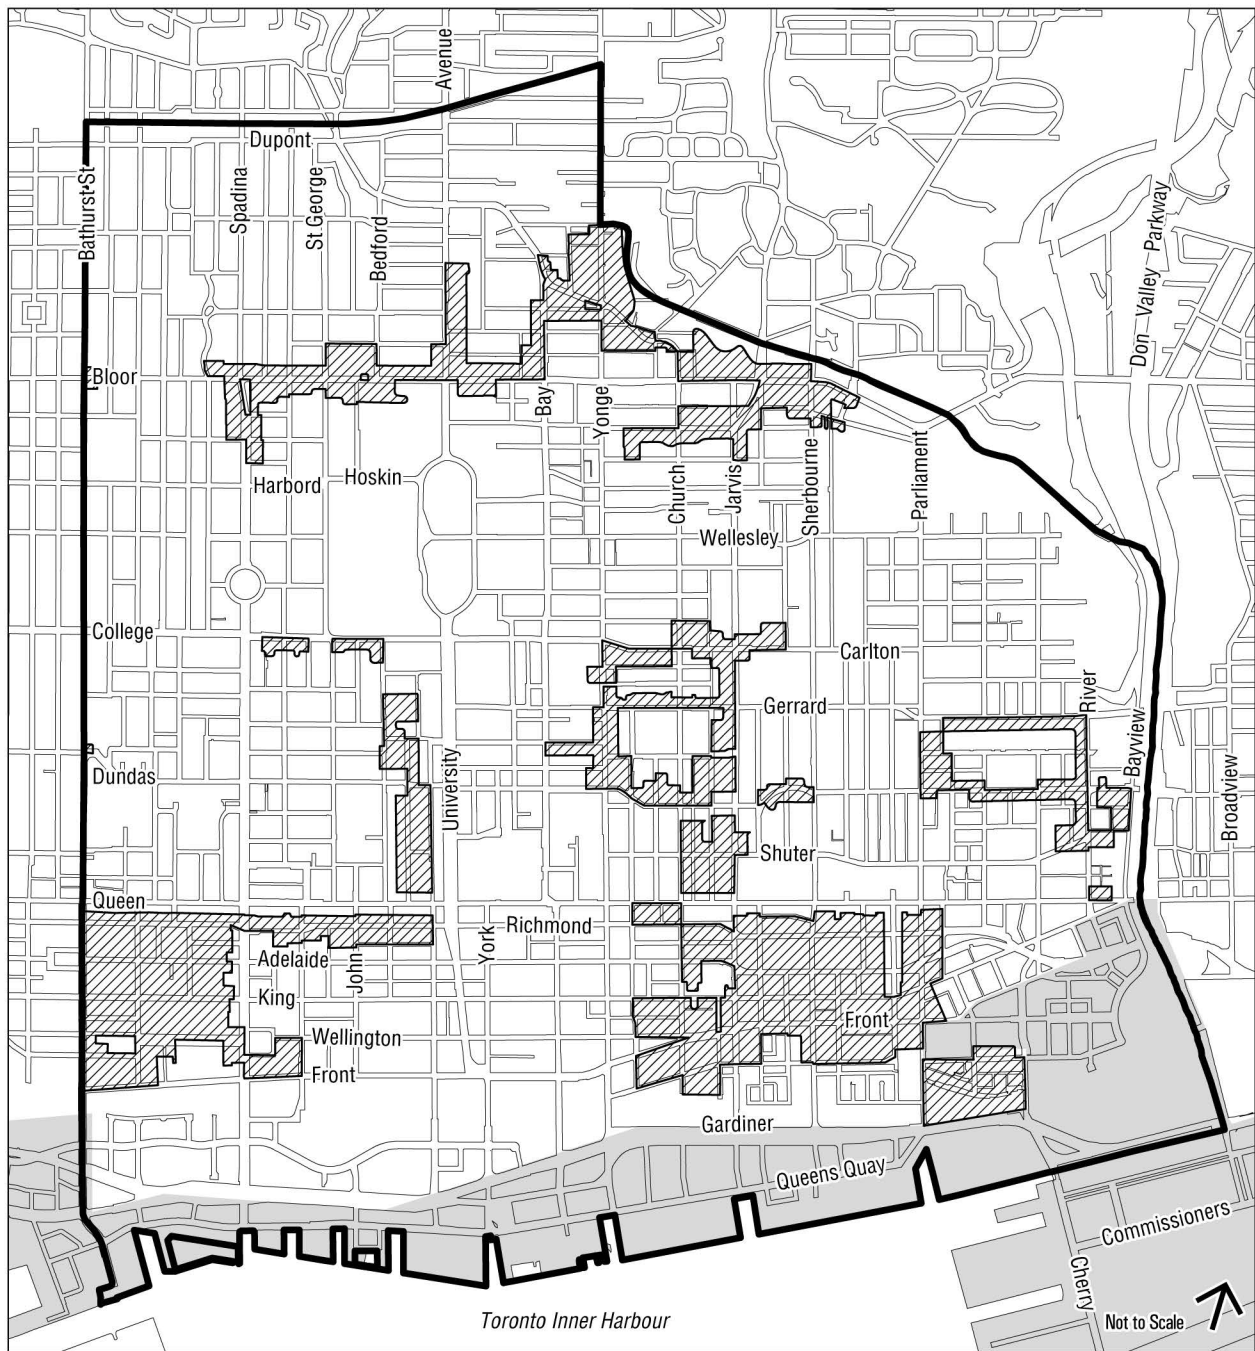 Avenue
Dupont
Bathurst St
Spadina
St.George
Bedford
Don Valley Parkway
Bloor
Bay
Yonge
Harbord
Hoskin
Church
Jarvis
Sherbourne
Parliament
Wellesley
College
Carlton
River
Gerrard
Bayview
Dundas
University
Broadview
Shuter
Queen
Richmond
York
Adelaide
John
King
Wellington
Front
Front
Gardiner
Queens Quay
Commissioners
Cherry
Toronto Inner Harbour
Not to Scale